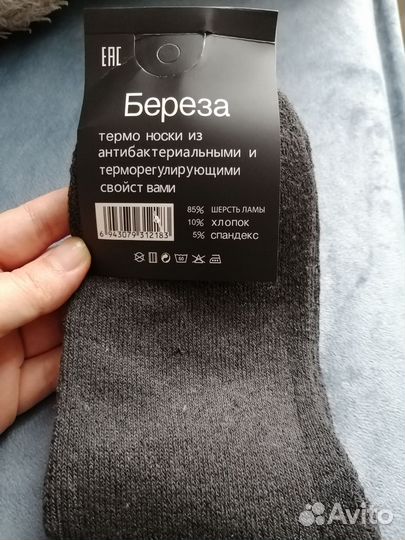 EAC
Береза
термо носки из
антибактериальными и
терморегулирующими
свойст вами
85% ШЕРСТЬ ЛАМЫ
10% хлопок
5% спандекс
6 943079 312183
Avito